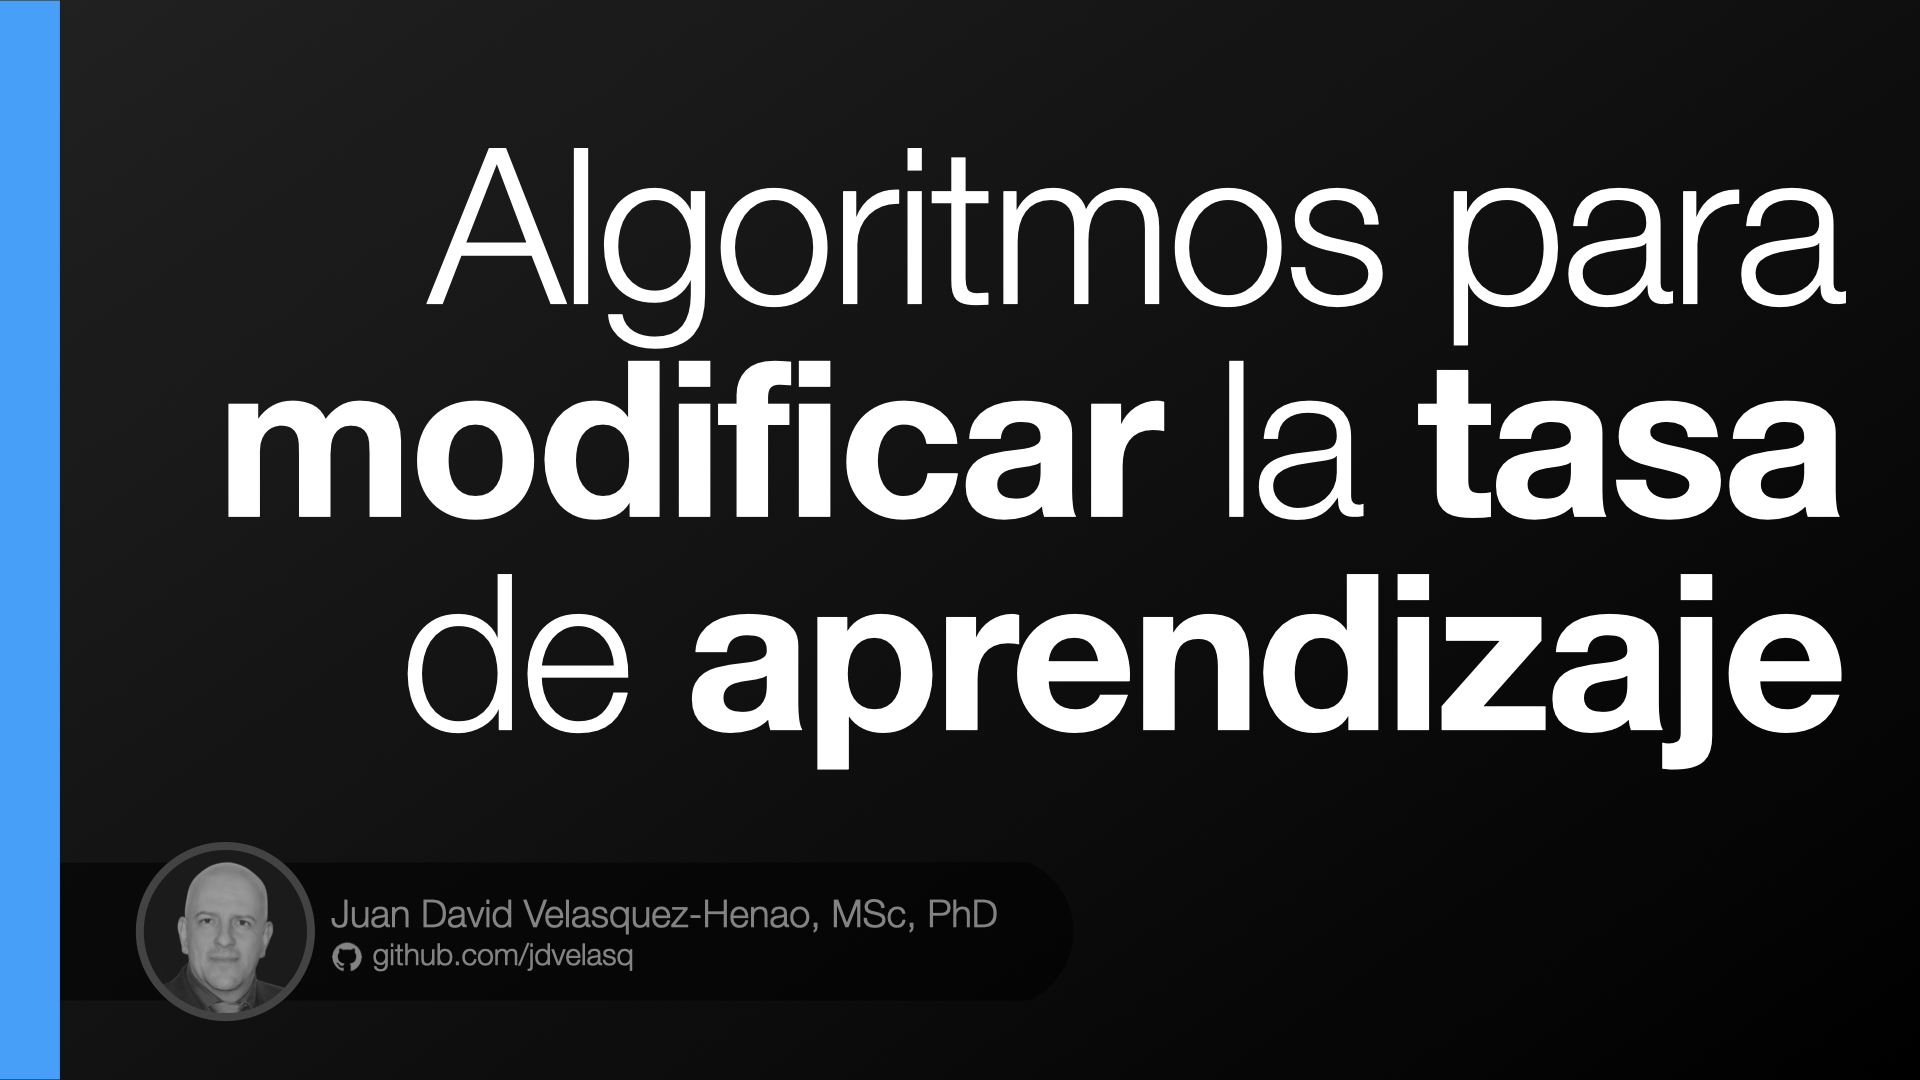 Algoritmos para
modificar la tasa
de aprendizaje
Juan David Velasquez-Henao, MSc, PhD
github.com/jdvelasq